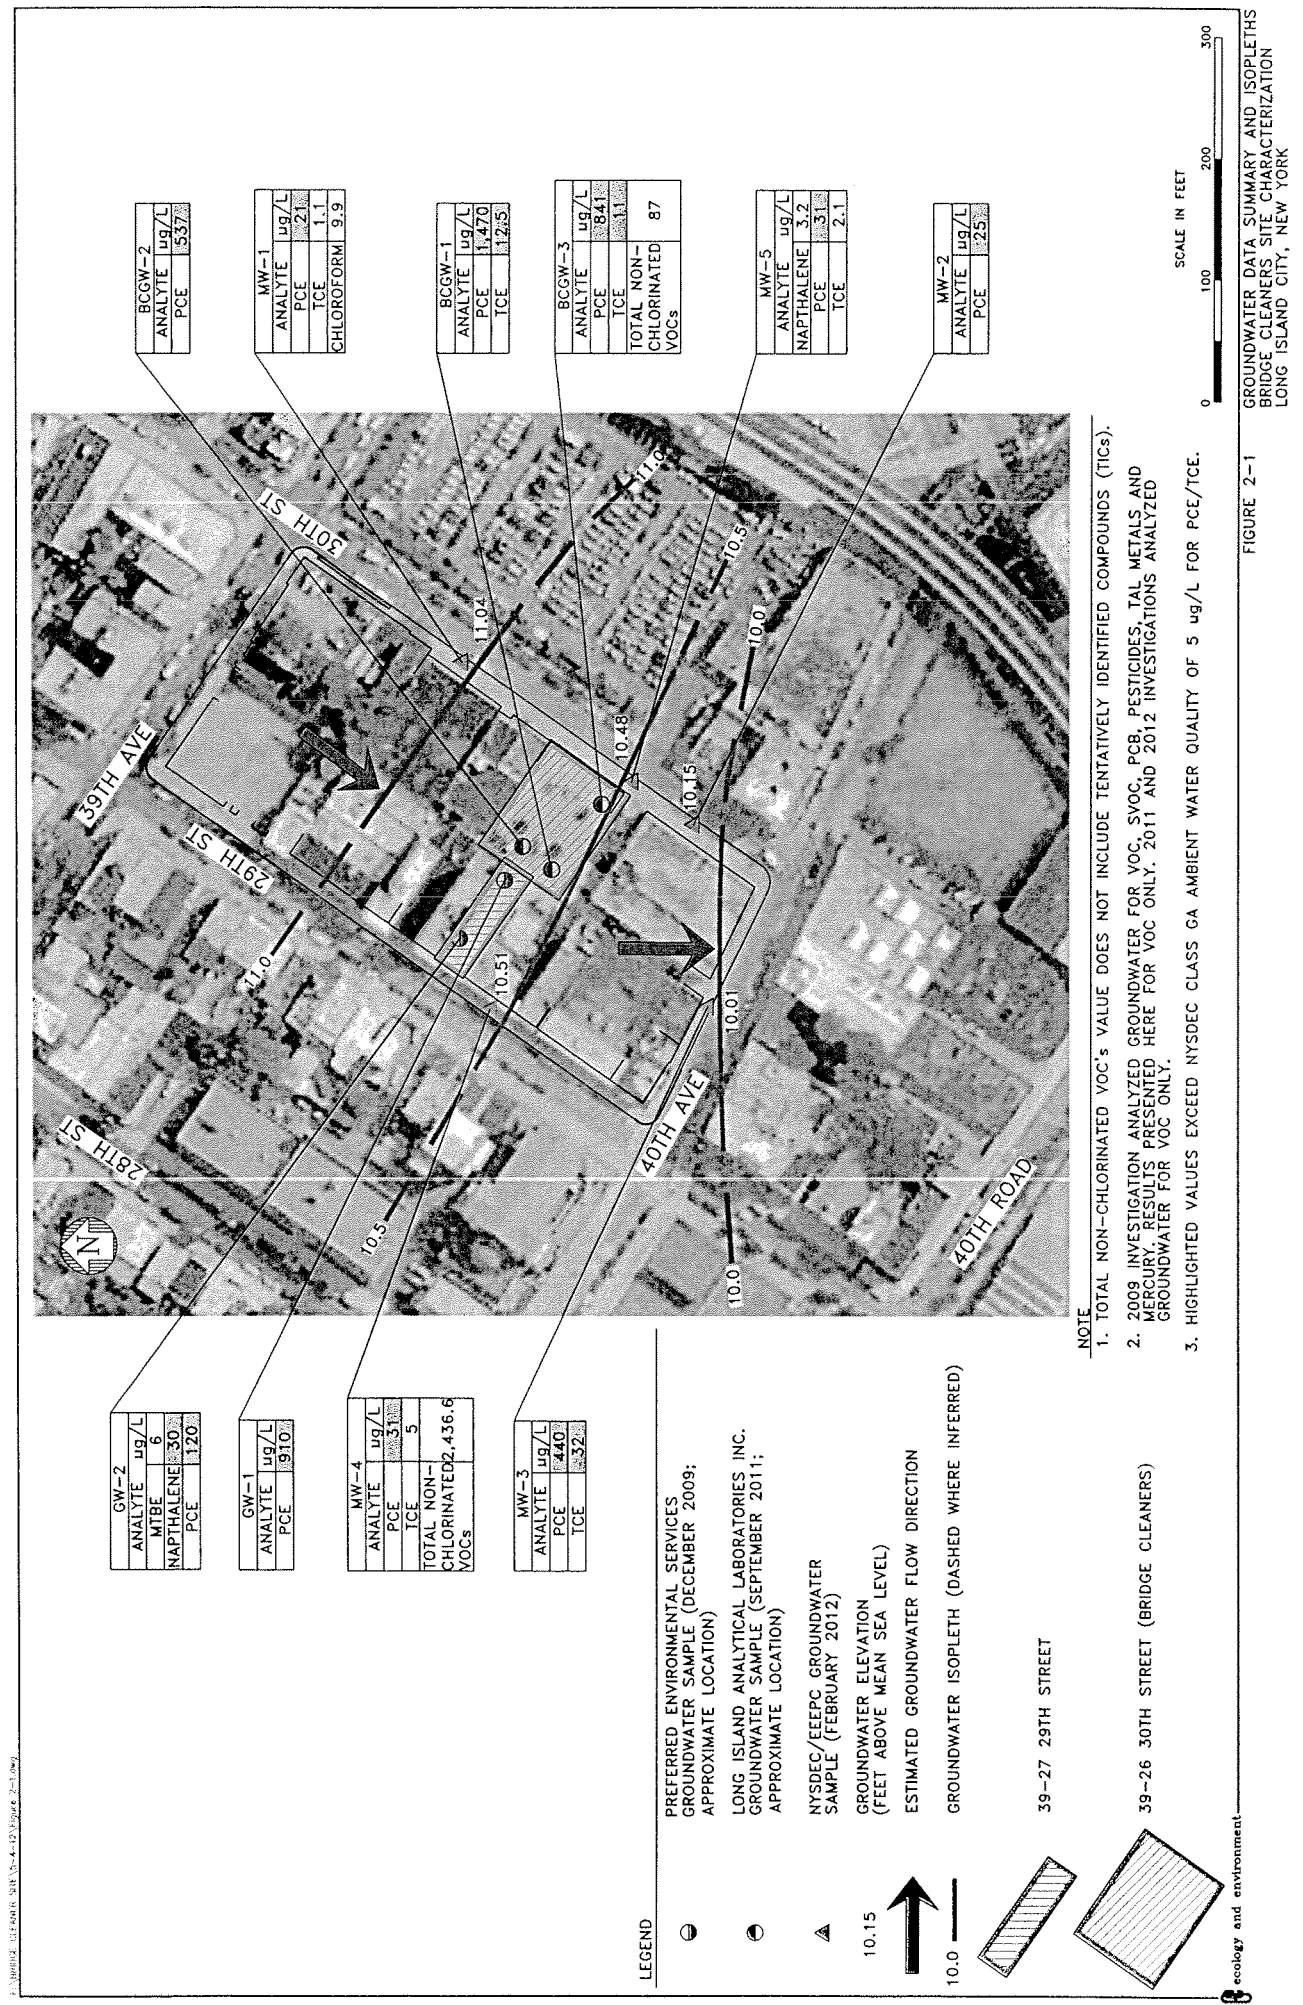 GW-2
ANALYTE ug/L
MTBE 6
NAPTHALENE 30
PCE 120
GW-1
ANALYTE ug/L
PCE 910
MW-4
ANALYTE ug/L
PCE 31
TCE 5
TOTAL NON-
CHLORINATED 2,436.6
VOCs
MW-3
ANALYTE ug/L
PCE 440
TCE 32
BCGW-2
ANALYTE ug/L
PCE 537
MW-1
ANALYTE ug/L
PCE 21
TCE 1.1
CHLOROFORM 9.9
BCGW-1
ANALYTE ug/L
PCE 1,470
TCE 12.5
BCGW-3
ANALYTE ug/L
PCE 841
TCE 11
TOTAL NON-
CHLORINATED 87
VOCs
MW-5
ANALYTE ug/L
NAPTHALENE 3.2
PCE 31
TCE 2.1
MW-2
ANALYTE ug/L
PCE 25
N
28TH ST
29TH ST
39TH AVE
30TH ST
40TH AVE
40TH ROAD
11.0
11.04
11.0
10.5
10.51
10.48
10.5
10.15
10.0
10.01
10.0
LEGEND
PREFERRED ENVIRONMENTAL SERVICES
GROUNDWATER SAMPLE (DECEMBER 2009;
APPROXIMATE LOCATION)
LONG ISLAND ANALYTICAL LABORATORIES INC.
GROUNDWATER SAMPLE (SEPTEMBER 2011;
APPROXIMATE LOCATION)
NYSDEC/EEEPC GROUNDWATER
SAMPLE (FEBRUARY 2012)
10.15 GROUNDWATER ELEVATION
(FEET ABOVE MEAN SEA LEVEL)
ESTIMATED GROUNDWATER FLOW DIRECTION
10.0 GROUNDWATER ISOPLETH (DASHED WHERE INFERRED)
39-27 29TH STREET
39-26 30TH STREET (BRIDGE CLEANERS)
NOTE
1. TOTAL NON-CHLORINATED VOC's VALUE DOES NOT INCLUDE TENTATIVELY IDENTIFIED COMPOUNDS (TICs).
2. 2009 INVESTIGATION ANALYZED GROUNDWATER FOR VOC, SVOC, PCB, PESTICIDES, TAL METALS AND
MERCURY, RESULTS PRESENTED HERE FOR VOC ONLY. 2011 AND 2012 INVESTIGATIONS ANALYZED
GROUNDWATER FOR VOC ONLY.
3. HIGHLIGHTED VALUES EXCEED NYSDEC CLASS GA AMBIENT WATER QUALITY OF 5 ug/L FOR PCE/TCE.
SCALE IN FEET
0 100 200 300
ecology and environment
FIGURE 2-1
GROUNDWATER DATA SUMMARY AND ISOPLETHS
BRIDGE CLEANERS SITE CHARACTERIZATION
LONG ISLAND CITY, NEW YORK